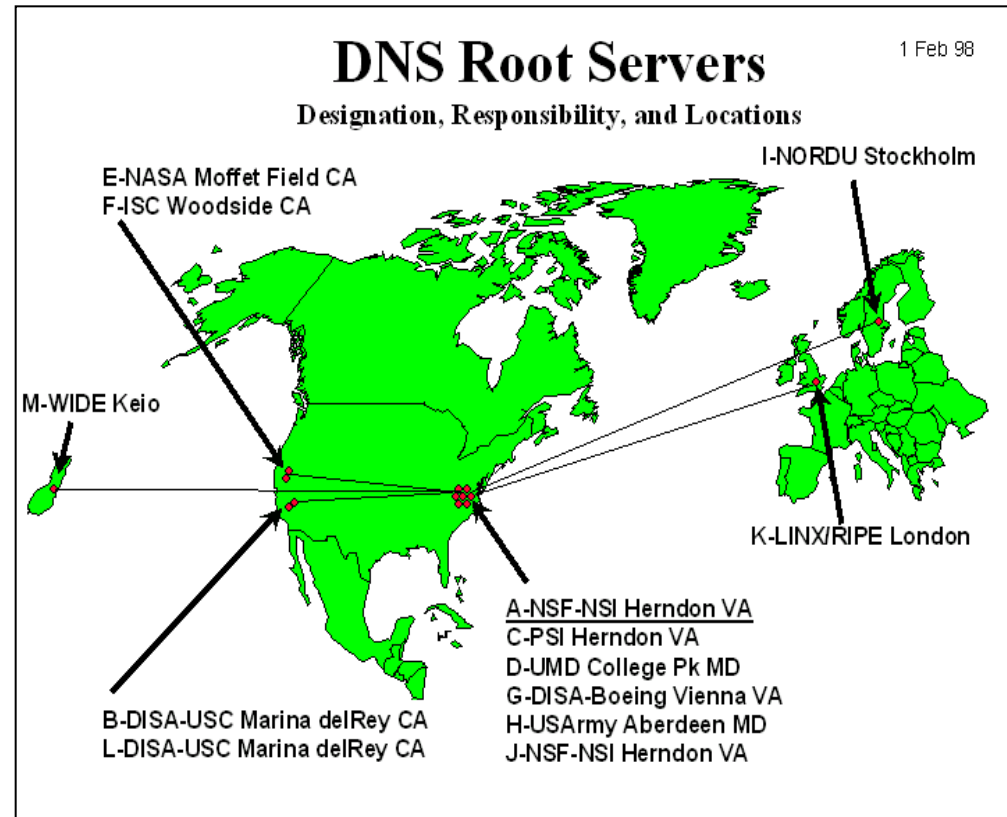 DNS Root Servers
1 Feb 98
Designation, Responsibility, and Locations
I-NORDU Stockholm
E-NASA Moffet Field CA
F-ISC Woodside CA
M-WIDE Keio
K-LINX/RIPE London
A-NSF-NSI Herndon VA
C-PSI Herndon VA
D-UMD College Pk MD
G-DISA-Boeing Vienna VA
H-USArmy Aberdeen MD
J-NSF-NSI Herndon VA
B-DISA-USC Marina delRey CA
L-DISA-USC Marina delRey CA